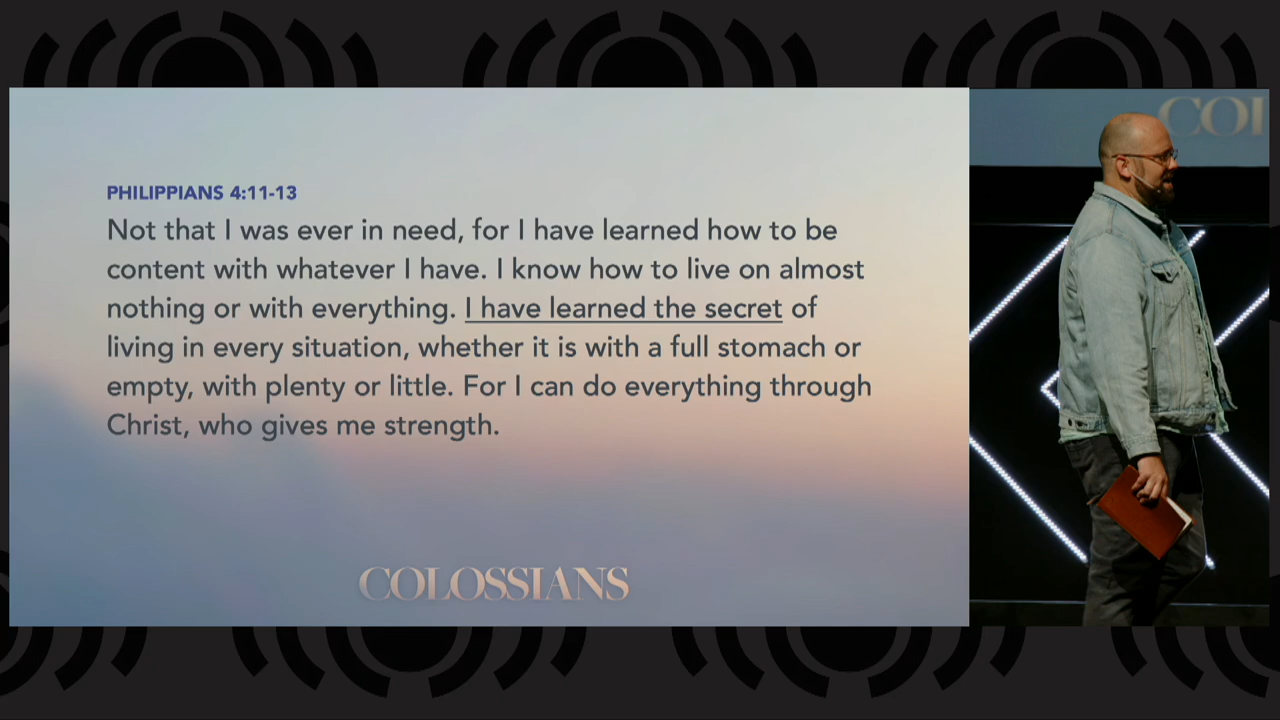 PHILIPPIANS 4:11-13
Not that I was ever in need, for I have learned how to be
content with whatever I have. I know how to live on almost
nothing or with everything. I have learned the secret of
living in every situation, whether it is with a full stomach or
empty, with plenty or little. For I can do everything through
Christ, who gives me strength.
COLOSSIANS
COL